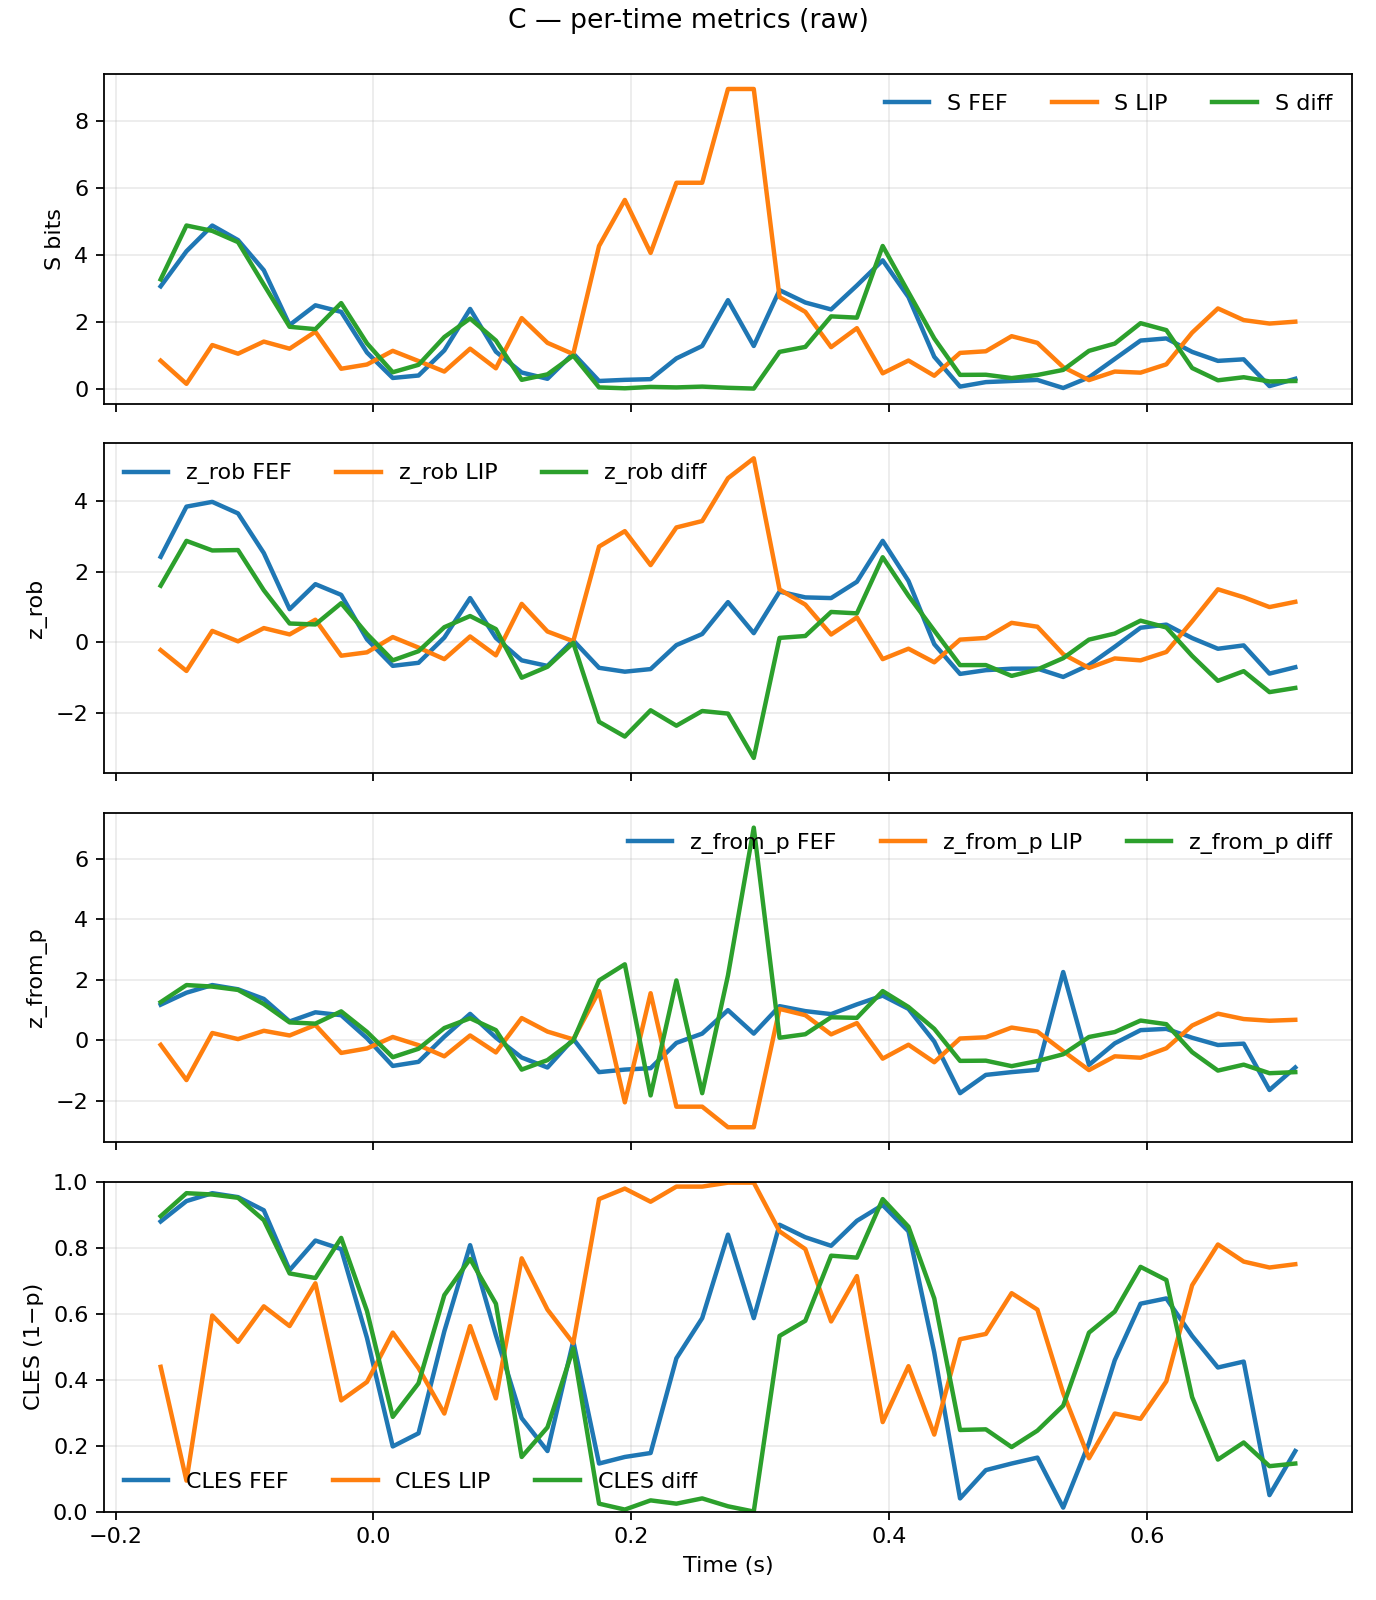 C — per-time metrics (raw)
S FEF S LIP S diff
8
6
4
2
0
S bits
z_rob FEF z_rob LIP z_rob diff
4
2
0
−2
z_rob
z_from_p FEF z_from_p LIP z_from_p diff
6
4
2
0
−2
z_from_p
1.0
0.8
0.6
0.4
0.2
0.0
CLES (1−p)
CLES FEF CLES LIP CLES diff
−0.2 0.0 0.2 0.4 0.6
Time (s)